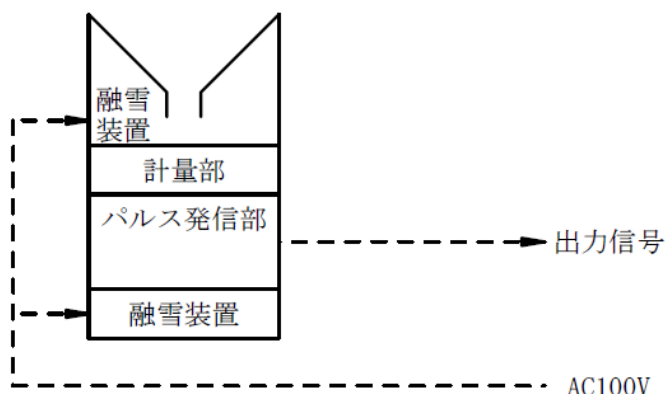 融雪
装置
計量部
パルス発信部
出力信号
融雪装置
AC100V